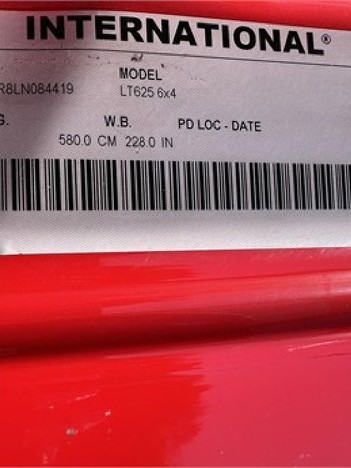 INTERNATIONAL®
MODEL
R8LN084419 LT625 6x4
G. W.B. PD LOC - DATE
580.0 CM 228.0 IN